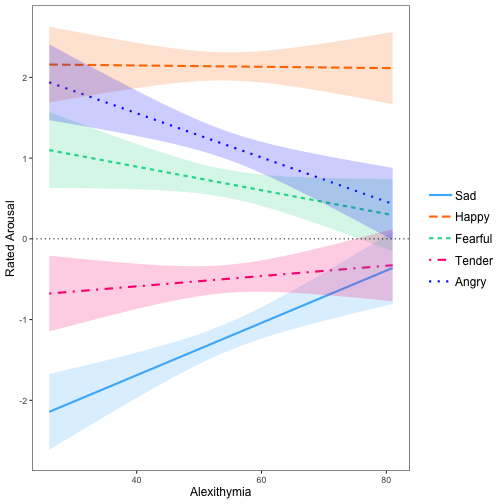 Rated Arousal
2
1
0
-1
-2
40
60
80
Alexithymia
Sad
Happy
Fearful
Tender
Angry